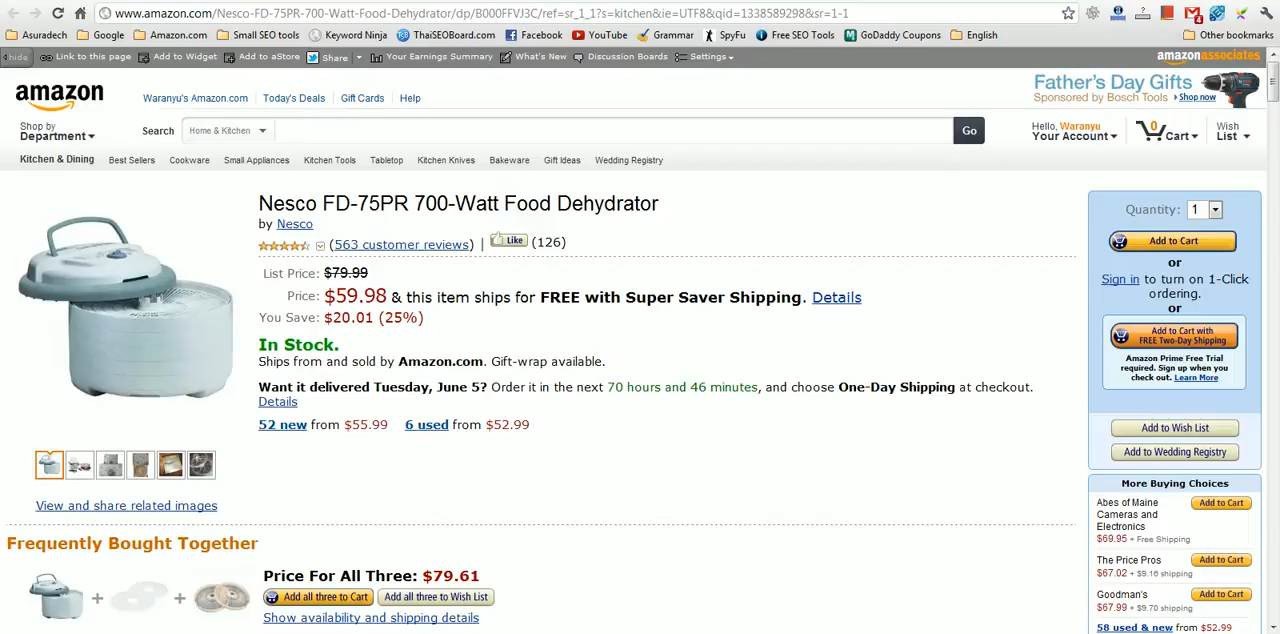 www.amazon.com/Nesco-FD-75PR-700-Watt-Food-Dehydrator/dp/B000FFVJ3C/ref=sr_1_1?s=kitchen&ie=UTF8&qid=1338589298&sr=1-1
Asuradech Google Amazon.com Small SEO tools Keyword Ninja ThaiSEOBoard.com Facebook YouTube Grammar SpyFu Free SEO Tools GoDaddy Coupons English Other bookmarks
hide Link to this page Add to Widget Add to aStore Share Your Earnings Summary What's New Discussion Boards Settings amazonassociates
amazon Waranyu's Amazon.com Today's Deals Gift Cards Help
Father's Day Gifts
Sponsored by Bosch Tools Shop now
Shop by
Department
Search Home & Kitchen Go
Hello, Waranyu
Your Account
0 Cart
Wish
List
Kitchen & Dining Best Sellers Cookware Small Appliances Kitchen Tools Tabletop Kitchen Knives Bakeware Gift Ideas Wedding Registry
Nesco FD-75PR 700-Watt Food Dehydrator
by Nesco
(563 customer reviews) | Like (126)
List Price: $79.99
Price: $59.98 & this item ships for FREE with Super Saver Shipping. Details
You Save: $20.01 (25%)
In Stock.
Ships from and sold by Amazon.com. Gift-wrap available.
Want it delivered Tuesday, June 5? Order it in the next 70 hours and 46 minutes, and choose One-Day Shipping at checkout.
Details
52 new from $55.99 6 used from $52.99
View and share related images
Quantity: 1
Add to Cart
or
Sign in to turn on 1-Click
ordering.
or
Add to Cart with
FREE Two-Day Shipping
Amazon Prime Free Trial
required. Sign up when you
check out. Learn More
Add to Wish List
Add to Wedding Registry
More Buying Choices
Abes of Maine
Cameras and
Electronics
Add to Cart
$69.95 + Free Shipping
The Price Pros Add to Cart
$67.02 + $9.16 shipping
Goodman's Add to Cart
$67.99 + $9.70 shipping
58 used & new from $52.99
Frequently Bought Together
Price For All Three: $79.61
+ + Add all three to Cart Add all three to Wish List
Show availability and shipping details